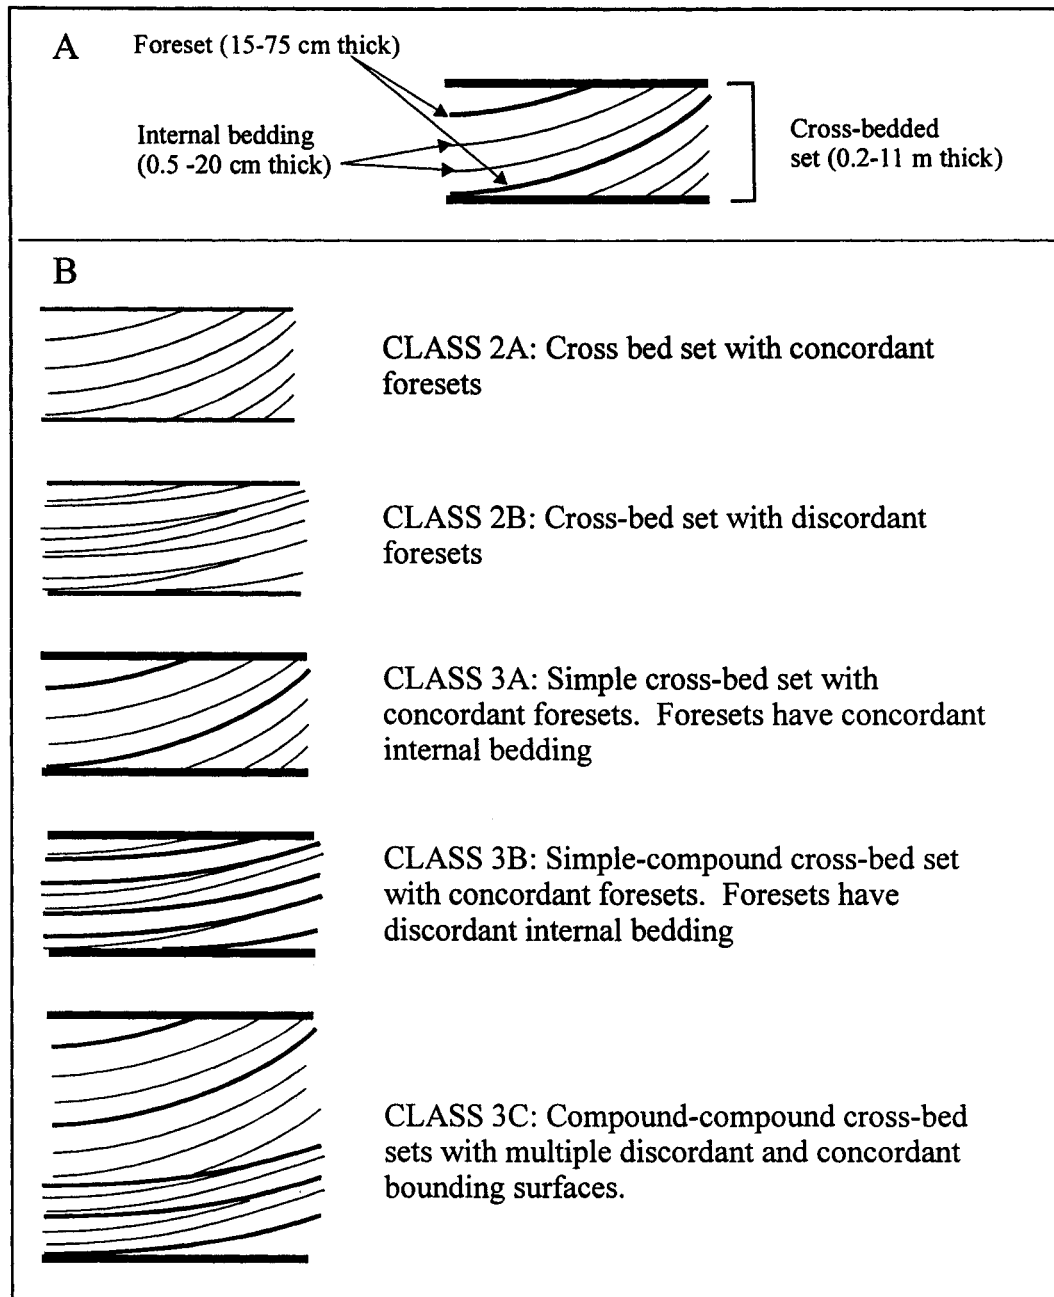 A
Foreset (15-75 cm thick)
Internal bedding
(0.5 -20 cm thick)
Cross-bedded
set (0.2-11 m thick)
B
CLASS 2A: Cross bed set with concordant
foresets
CLASS 2B: Cross-bed set with discordant
foresets
CLASS 3A: Simple cross-bed set with
concordant foresets.  Foresets have concordant
internal bedding
CLASS 3B: Simple-compound cross-bed set
with concordant foresets.  Foresets have
discordant internal bedding
CLASS 3C: Compound-compound cross-bed
sets with multiple discordant and concordant
bounding surfaces.